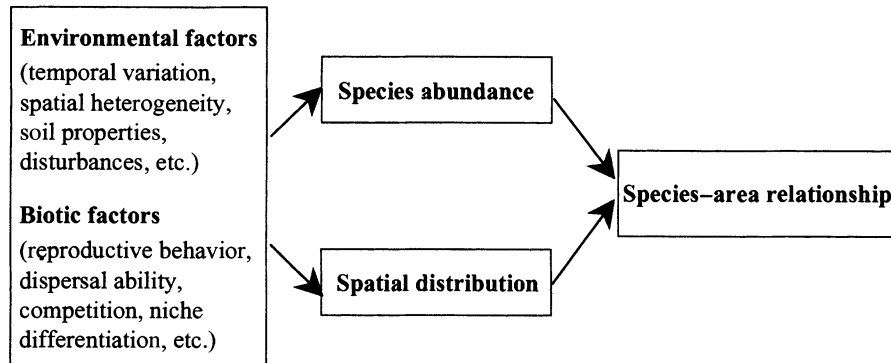 Environmental factors
(temporal variation,
spatial heterogeneity,
soil properties,
disturbances, etc.)
Biotic factors
(reproductive behavior,
dispersal ability,
competition, niche
differentiation, etc.)
Species abundance
Spatial distribution
Species–area relationship